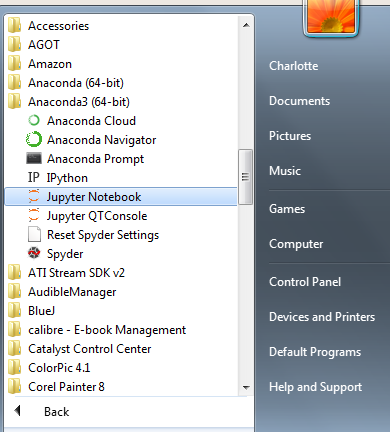 Accessories
AGOT
Amazon
Anaconda (64-bit)
Anaconda3 (64-bit)
Anaconda Cloud
Anaconda Navigator
Anaconda Prompt
IP IPython
Jupyter Notebook
Jupyter QTConsole
Reset Spyder Settings
Spyder
ATI Stream SDK v2
AudibleManager
BlueJ
calibre - E-book Management
Catalyst Control Center
ColorPic 4.1
Corel Painter 8
Back
Charlotte
Documents
Pictures
Music
Games
Computer
Control Panel
Devices and Printers
Default Programs
Help and Support